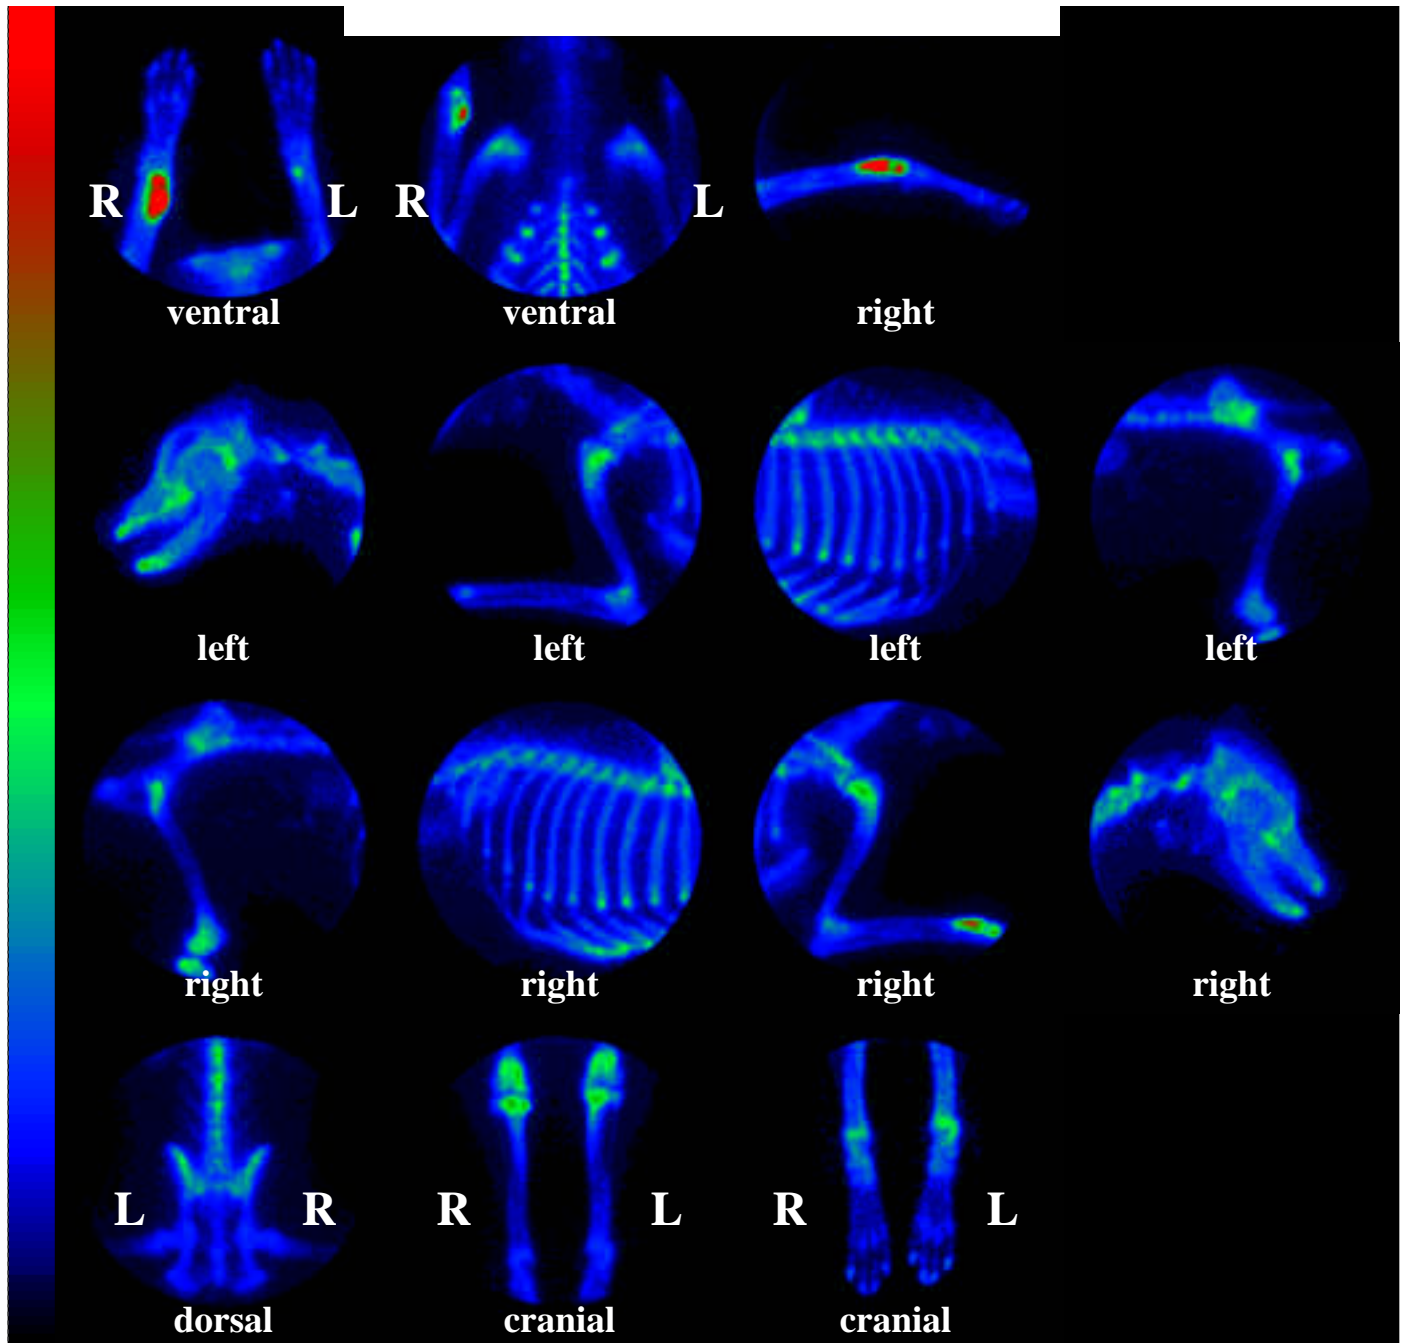 R L R L
ventral ventral right
left left left left
right right right right
L R R L R L
dorsal cranial cranial